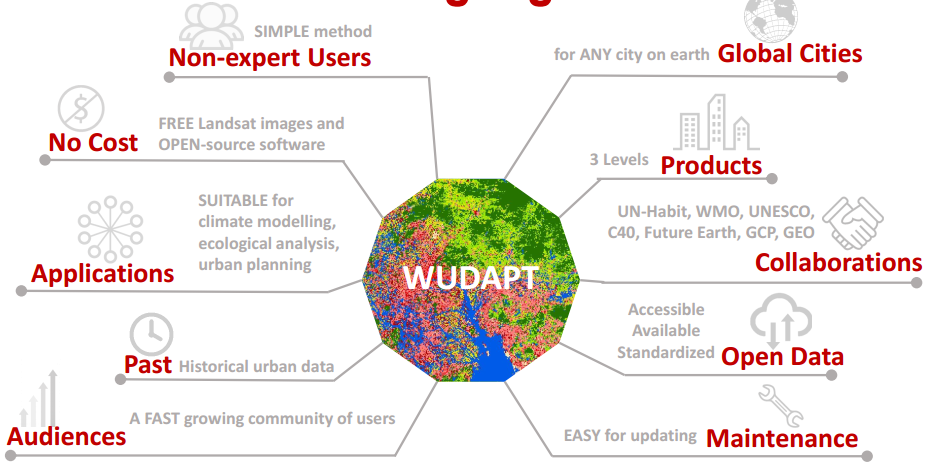 SIMPLE method
Non-expert Users
for ANY city on earth Global Cities
FREE Landsat images and
OPEN-source software
No Cost
3 Levels Products
SUITABLE for
climate modelling,
ecological analysis,
urban planning
Applications
UN-Habit, WMO, UNESCO,
C40, Future Earth, GCP, GEO
Collaborations
WUDAPT
Past Historical urban data
Accessible
Available
Standardized Open Data
A FAST growing community of users
Audiences
EASY for updating Maintenance